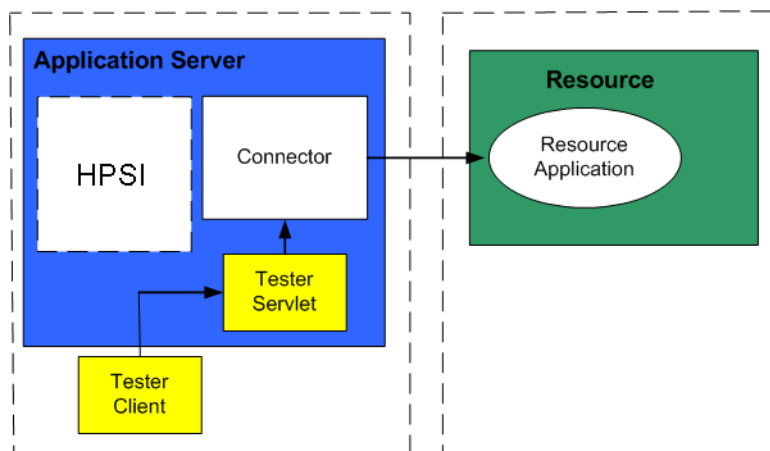 Application Server
HPSI
Connector
Tester
Servlet
Tester
Client
Resource
Resource
Application